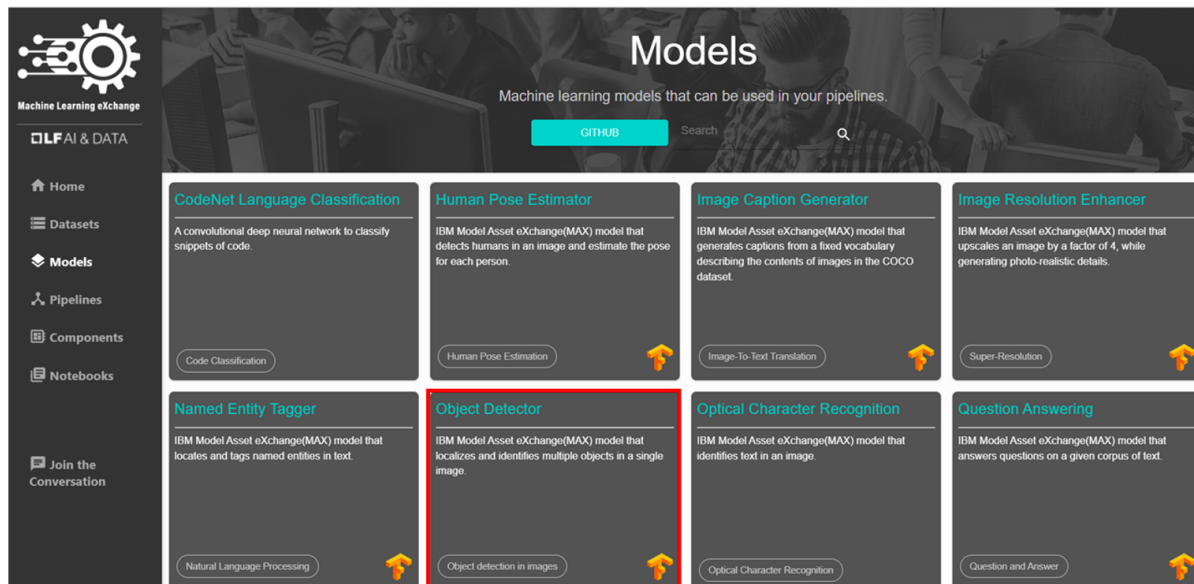 Machine Learning eXchange
LF AI & DATA
Home
Datasets
Models
Pipelines
Components
Notebooks
Join the
Conversation
Models
Machine learning models that can be used in your pipelines.
GITHUB
Search
CodeNet Language Classification
A convolutional deep neural network to classify
snippets of code.
Code Classification
Human Pose Estimator
IBM Model Asset eXchange(MAX) model that
detects humans in an image and estimate the pose
for each person.
Human Pose Estimation
Image Caption Generator
IBM Model Asset eXchange(MAX) model that
generates captions from a fixed vocabulary
describing the contents of images in the COCO
dataset.
Image-To-Text Translation
Image Resolution Enhancer
IBM Model Asset eXchange(MAX) model that
upscales an image by a factor of 4, while
generating photo-realistic details.
Super-Resolution
Named Entity Tagger
IBM Model Asset eXchange(MAX) model that
locates and tags named entities in text.
Natural Language Processing
Object Detector
IBM Model Asset eXchange(MAX) model that
localizes and identifies multiple objects in a single
image.
Object detection in images
Optical Character Recognition
IBM Model Asset eXchange(MAX) model that
identifies text in an image.
Optical Character Recognition
Question Answering
IBM Model Asset eXchange(MAX) model that
answers questions on a given corpus of text.
Question and Answer